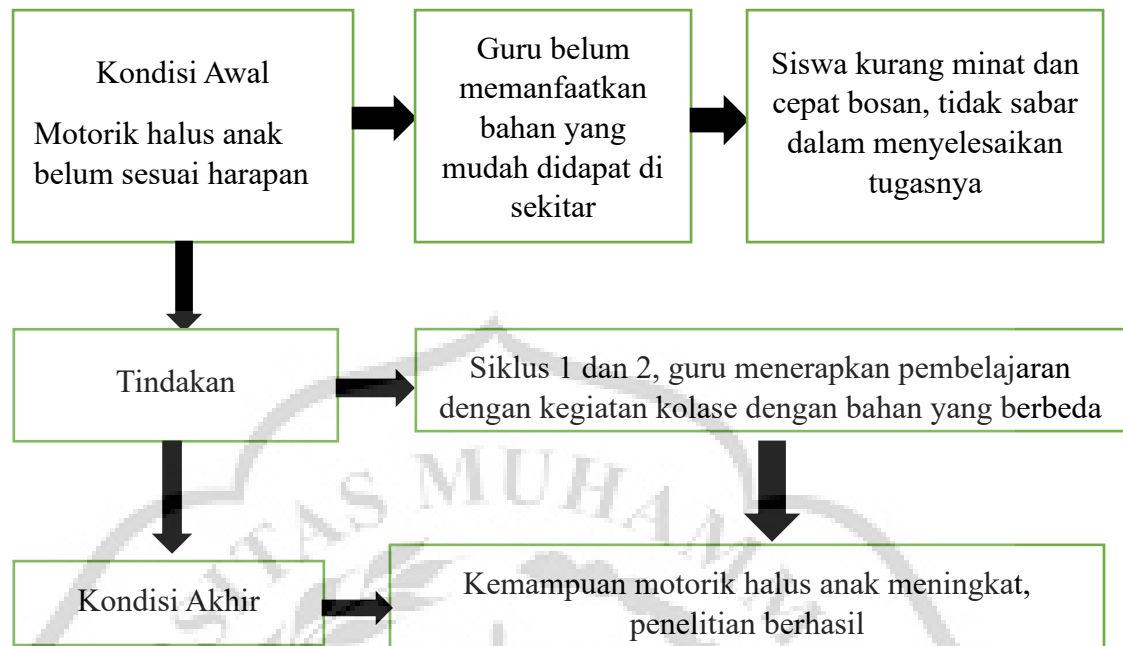 Kondisi Awal
Motorik halus anak
belum sesuai harapan
Guru belum
memanfaatkan
bahan yang
mudah didapat di
sekitar
Siswa kurang minat dan
cepat bosan, tidak sabar
dalam menyelesaikan
tugasnya
Tindakan
Siklus 1 dan 2, guru menerapkan pembelajaran
dengan kegiatan kolase dengan bahan yang berbeda
Kondisi Akhir
Kemampuan motorik halus anak meningkat,
penelitian berhasil
SITAS MUHAM